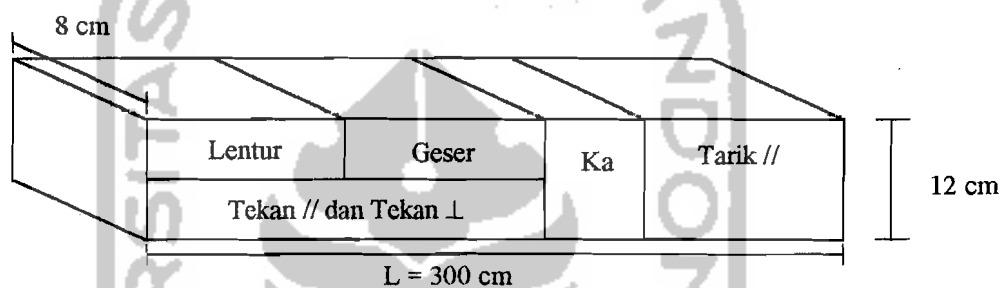 8 cm
Lentur
Geser
Ka
Tarik //
Tekan // dan Tekan ⊥
12 cm
L = 300 cm